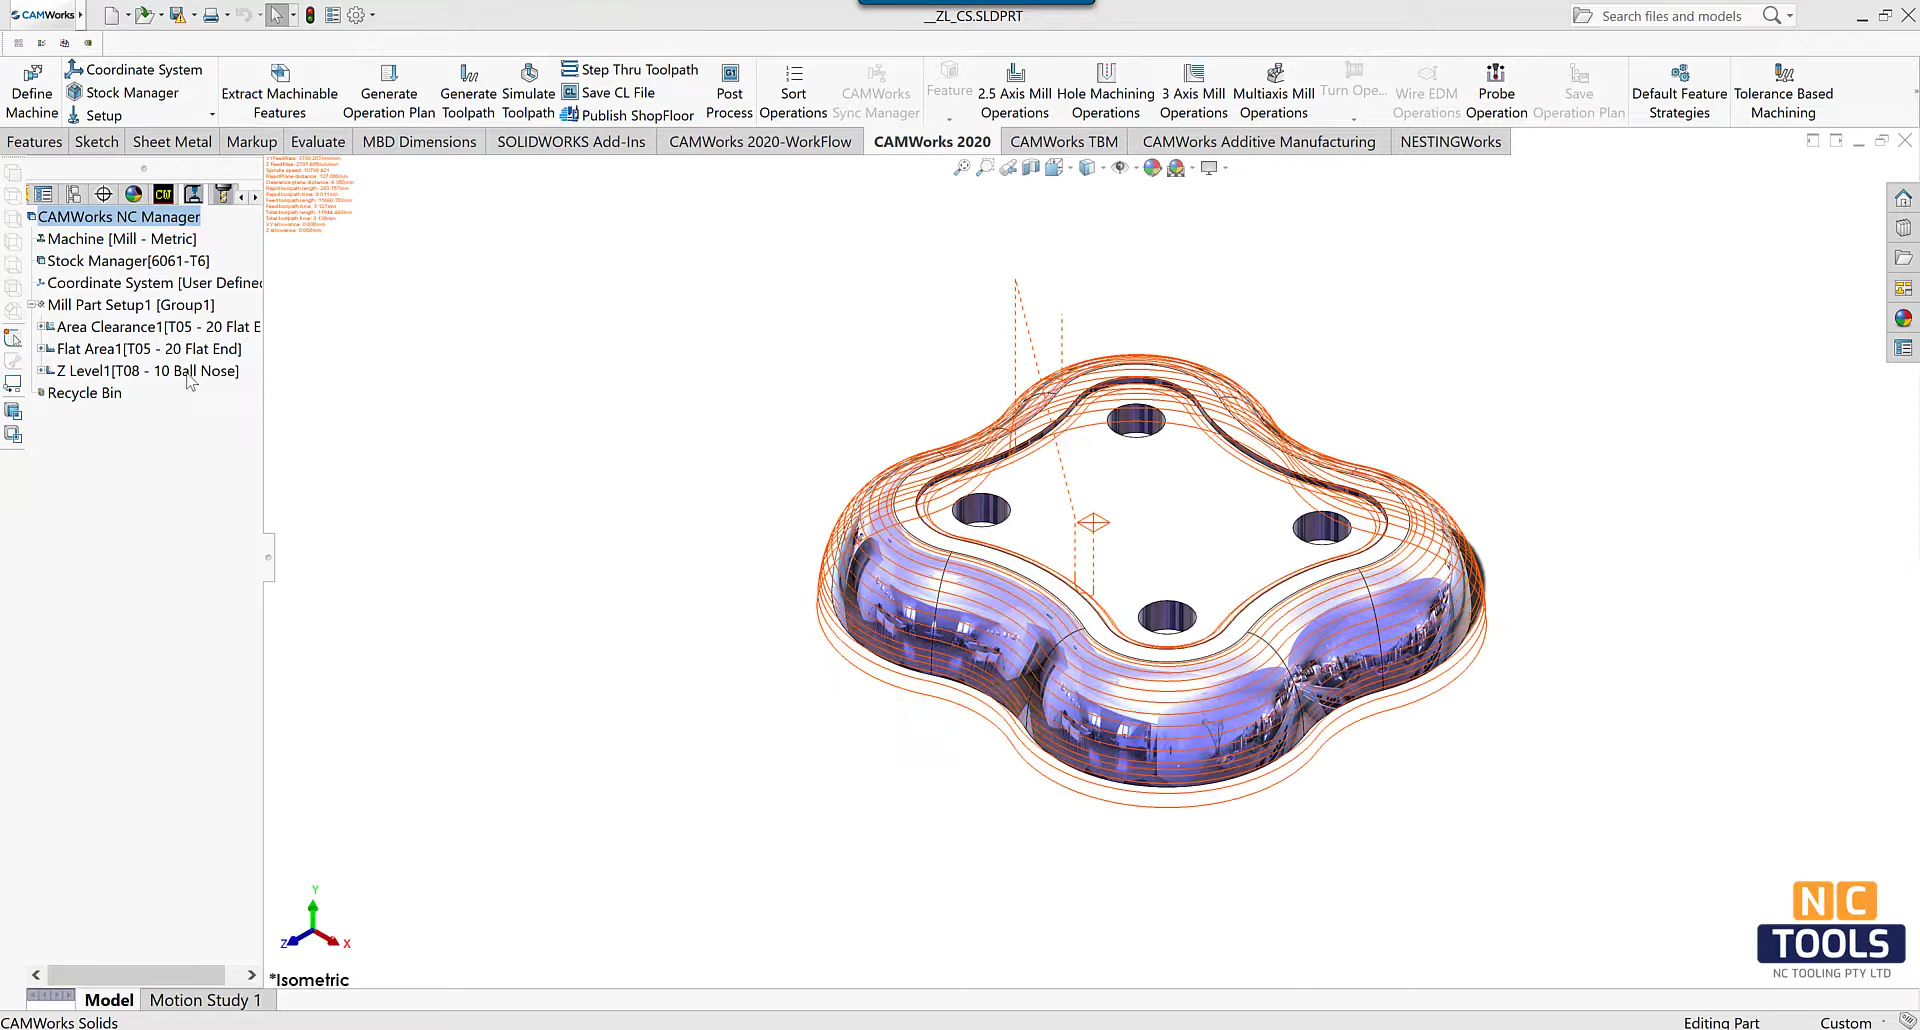 CAMWorks
__ZL_CS.SLDPRT
Search files and models
Define Machine
Coordinate System
Stock Manager
Setup
Extract Machinable Features
Generate Operation Plan
Generate Toolpath
Simulate Toolpath
Step Thru Toolpath
Save CL File
Publish ShopFloor
G1
Post Process
Sort Operations
CAMWorks Sync Manager
Feature
2.5 Axis Mill Operations
Hole Machining Operations
3 Axis Mill Operations
Multiaxis Mill Operations
Turn Ope...
Wire EDM Operations
Probe Operation
Save Operation Plan
Default Feature Strategies
Tolerance Based Machining
Features
Sketch
Sheet Metal
Markup
Evaluate
MBD Dimensions
SOLIDWORKS Add-Ins
CAMWorks 2020-WorkFlow
CAMWorks 2020
CAMWorks TBM
CAMWorks Additive Manufacturing
NESTINGWorks
CAMWorks NC Manager
Machine [Mill - Metric]
Stock Manager[6061-T6]
Coordinate System [User Defined
Mill Part Setup1 [Group1]
Area Clearance1[T05 - 20 Flat E
Flat Area1[T05 - 20 Flat End]
Z Level1[T08 - 10 Ball Nose]
Recycle Bin
Y
Z
X
*Isometric
NC
TOOLS
NC TOOLING PTY LTD
Model
Motion Study 1
CAMWorks Solids
Editing Part
Custom